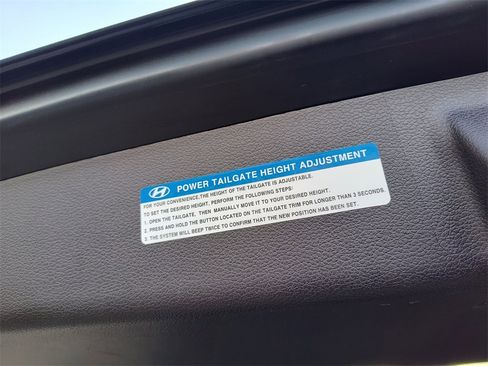 POWER TAILGATE HEIGHT ADJUSTMENT
FOR YOUR CONVENIENCE,THE HEIGHT OF THE TAILGATE IS ADJUSTABLE.
TO SET THE DESIRED HEIGHT, PERFORM THE FOLLOWING STEPS:
1. OPEN THE TAILGATE, THEN MANUALLY MOVE IT TO YOUR DESIRED HEIGHT.
2. PRESS AND HOLD THE BUTTON LOCATED ON THE TAILGATE TRIM FOR LONGER THAN 3 SECONDS.
3. THE SYSTEM WILL BEEP TWICE TO CONFIRM THAT THE NEW POSITION HAS BEEN SET.